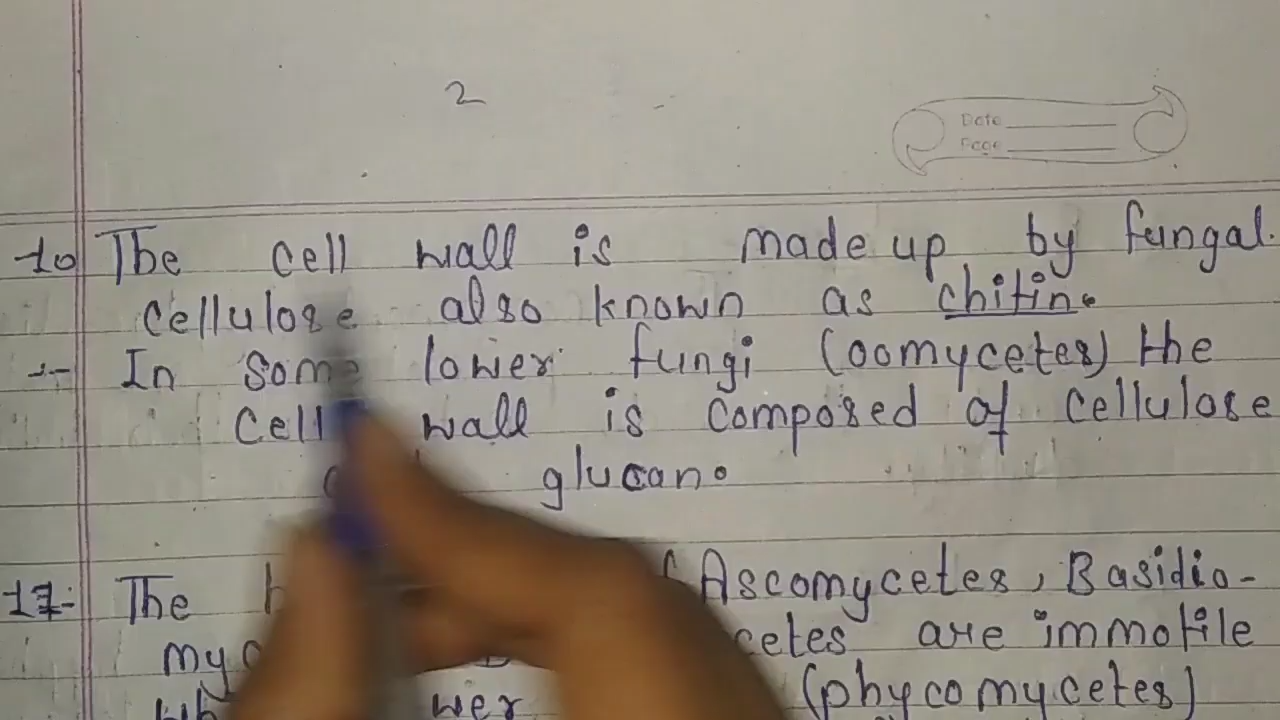 2
Date
Page
10 The cell wall is made up by fungal.
cellulose also known as chitin.
In some lower fungi (oomycetes) the
cell wall is composed of cellulose
glucan.
17- The Ascomycetes, Basidio-
cetes are immotile
(phycomycetes)